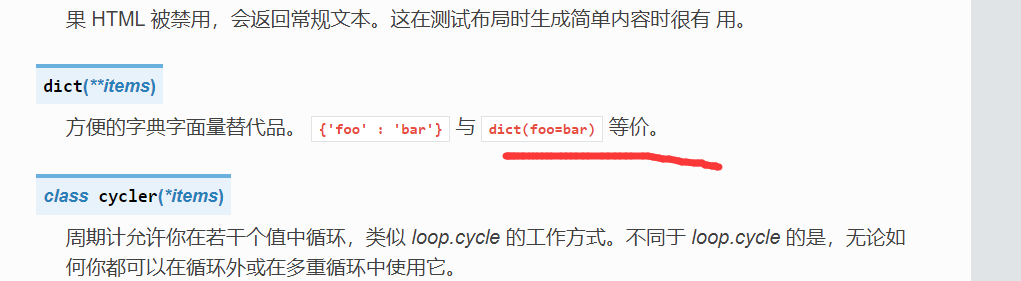 果 HTML 被禁用，会返回常规文本。这在测试布局时生成简单内容时很有 用。
dict(**items)
方便的字典字面量替代品。 {'foo' : 'bar'} 与 dict(foo=bar) 等价。
class cycler(*items)
周期计允许你在若干个值中循环，类似 loop.cycle 的工作方式。不同于 loop.cycle 的是，无论如
何你都可以在循环外或在多重循环中使用它。